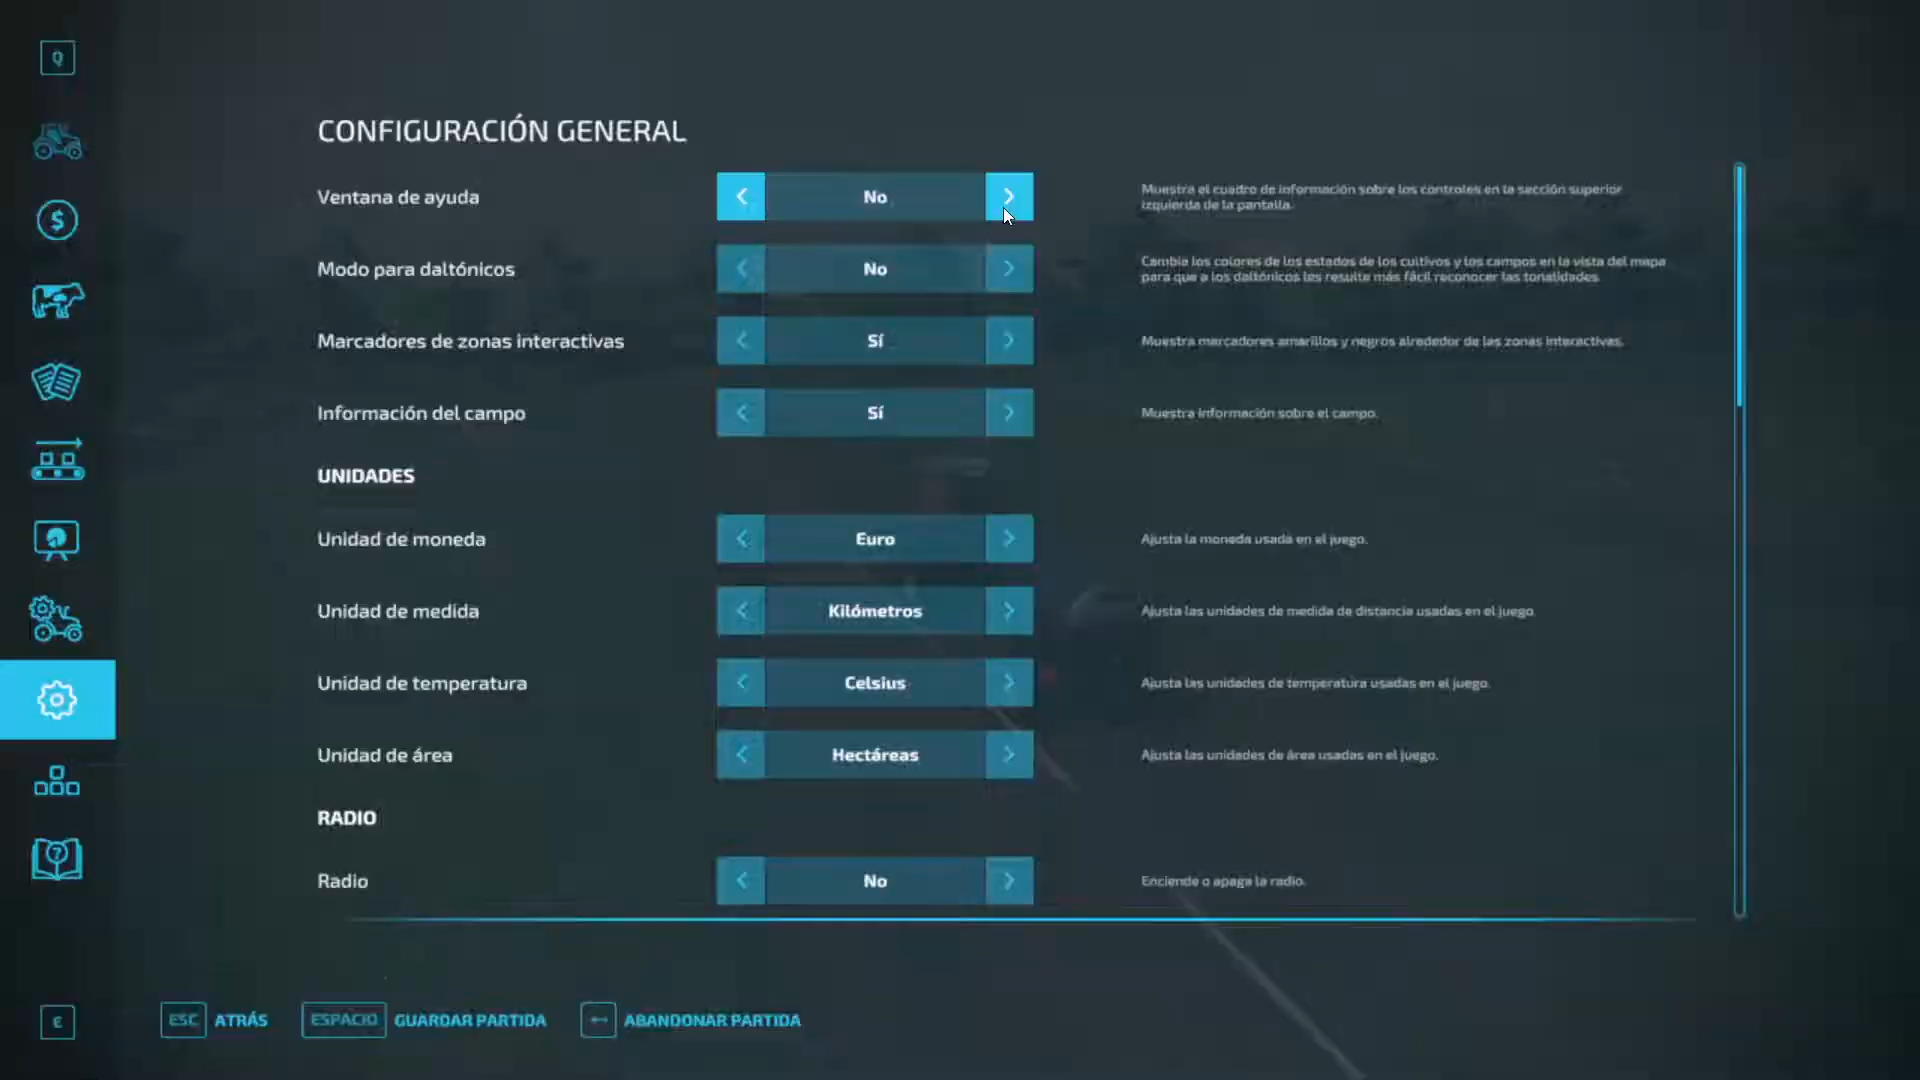 Q
$
CONFIGURACIÓN GENERAL
Ventana de ayuda
No
Muestra el cuadro de información sobre los controles en la sección superior
izquierda de la pantalla.
Modo para daltónicos
No
Cambia los colores de los estados de los cultivos y los campos en la vista del mapa
para que a los daltónicos les resulte más fácil reconocer las tonalidades.
Marcadores de zonas interactivas
Sí
Muestra marcadores amarillos y negros alrededor de las zonas interactivas.
Información del campo
Sí
Muestra información sobre el campo.
UNIDADES
Unidad de moneda
Euro
Ajusta la moneda usada en el juego.
Unidad de medida
Kilómetros
Ajusta las unidades de medida de distancia usadas en el juego.
Unidad de temperatura
Celsius
Ajusta las unidades de temperatura usadas en el juego.
Unidad de área
Hectáreas
Ajusta las unidades de área usadas en el juego.
RADIO
Radio
No
Enciende o apaga la radio.
?
E
ESC ATRÁS
ESPACIO GUARDAR PARTIDA
ABANDONAR PARTIDA